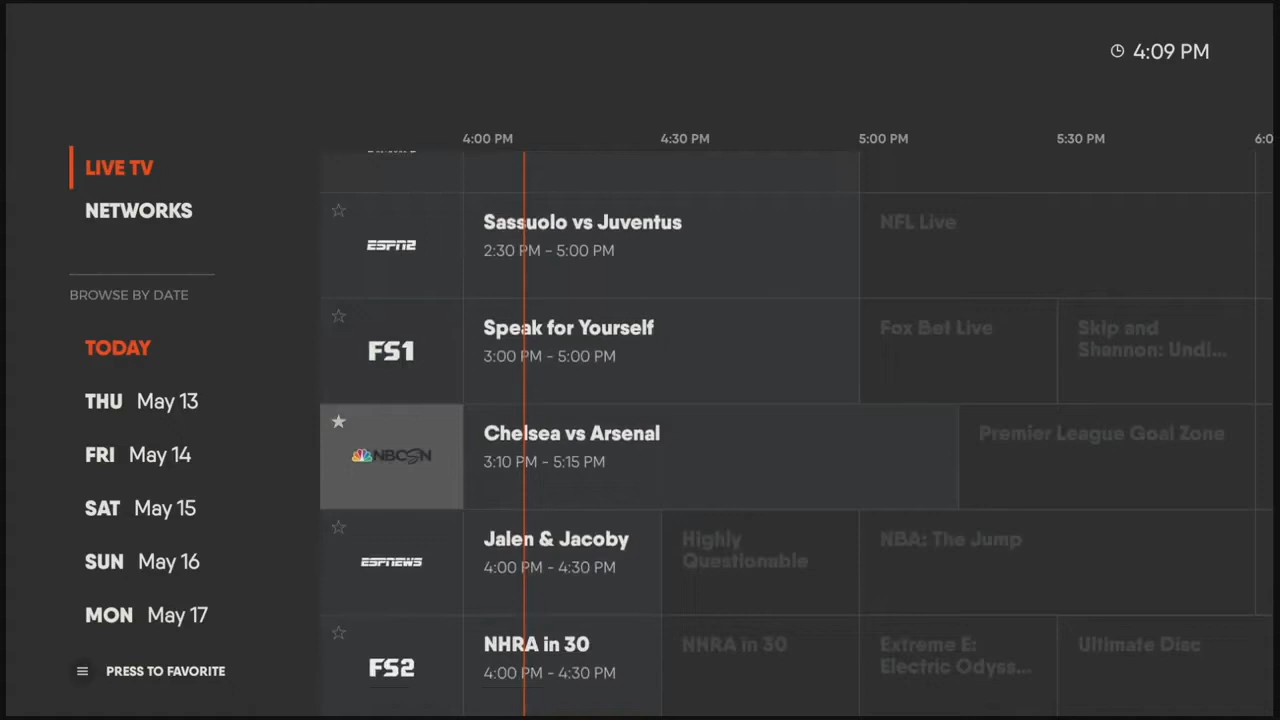 4:09 PM
4:00 PM 4:30 PM 5:00 PM 5:30 PM 6:0
LIVE TV
NETWORKS
BROWSE BY DATE
TODAY
THU May 13
FRI May 14
SAT May 15
SUN May 16
MON May 17
PRESS TO FAVORITE
ESPN2
Sassuolo vs Juventus
2:30 PM - 5:00 PM
NFL Live
FS1
Speak for Yourself
3:00 PM - 5:00 PM
Fox Bet Live
Skip and
Shannon: Undi...
NBCSN
Chelsea vs Arsenal
3:10 PM - 5:15 PM
Premier League Goal Zone
ESPNEWS
Jalen & Jacoby
4:00 PM - 4:30 PM
Highly
Questionable
NBA: The Jump
FS2
NHRA in 30
4:00 PM - 4:30 PM
NHRA in 30
Extreme E:
Electric Odyss...
Ultimate Disc